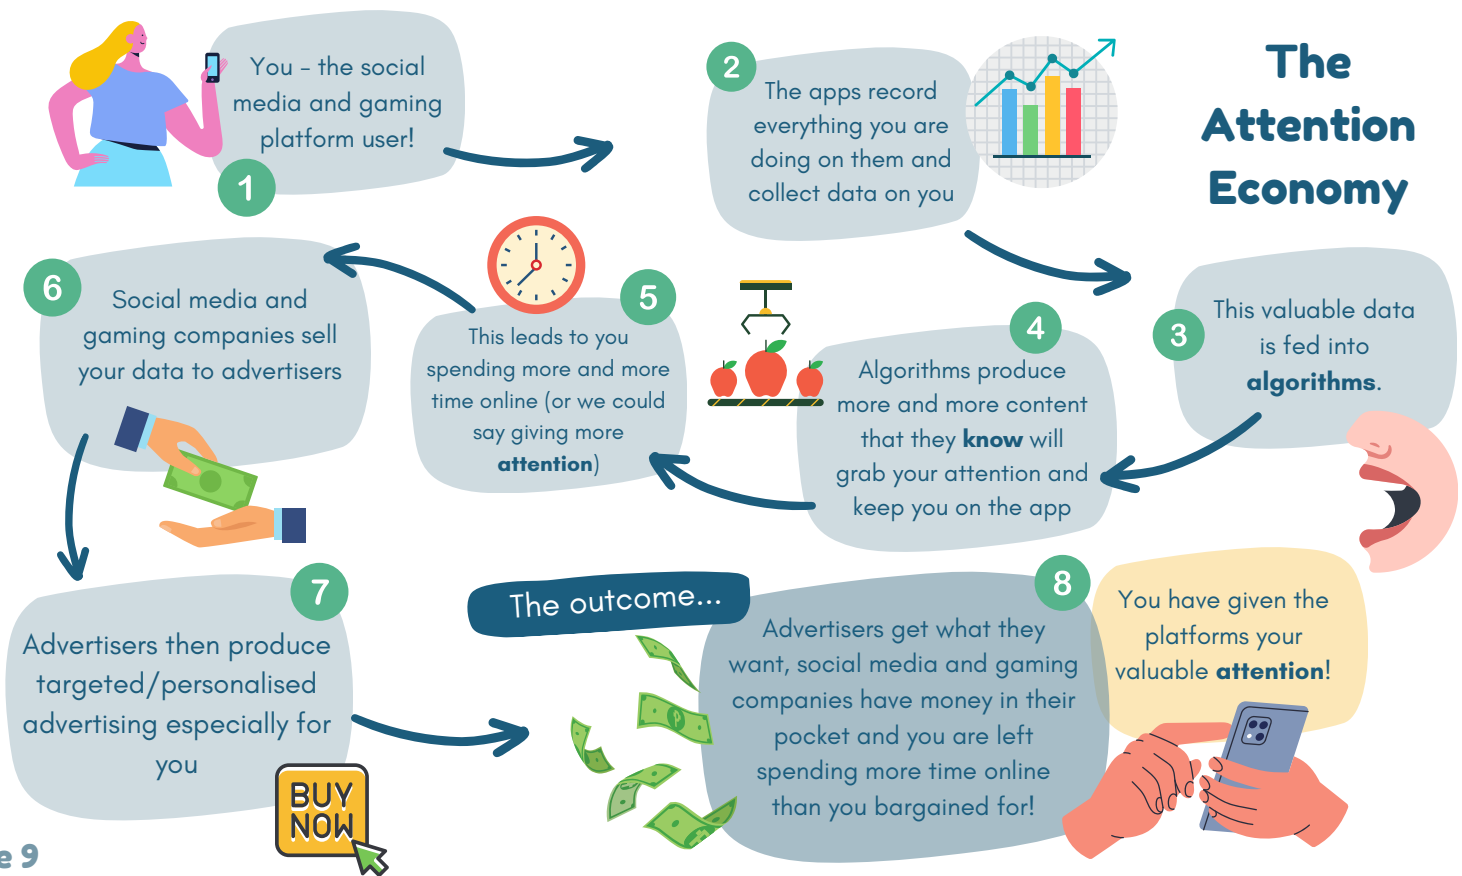 The
Attention
Economy
1
You - the social
media and gaming
platform user!
2
The apps record
everything you are
doing on them and
collect data on you
3
This valuable data
is fed into
algorithms.
4
Algorithms produce
more and more content
that they know will
grab your attention and
keep you on the app
5
This leads to you
spending more and more
time online (or we could
say giving more
attention)
6
Social media and
gaming companies sell
your data to advertisers
7
Advertisers then produce
targeted/personalised
advertising especially for
you
BUY
NOW
The outcome...
8
Advertisers get what they
want, social media and gaming
companies have money in their
pocket and you are left
spending more time online
than you bargained for!
You have given the
platforms your
valuable attention!
e 9